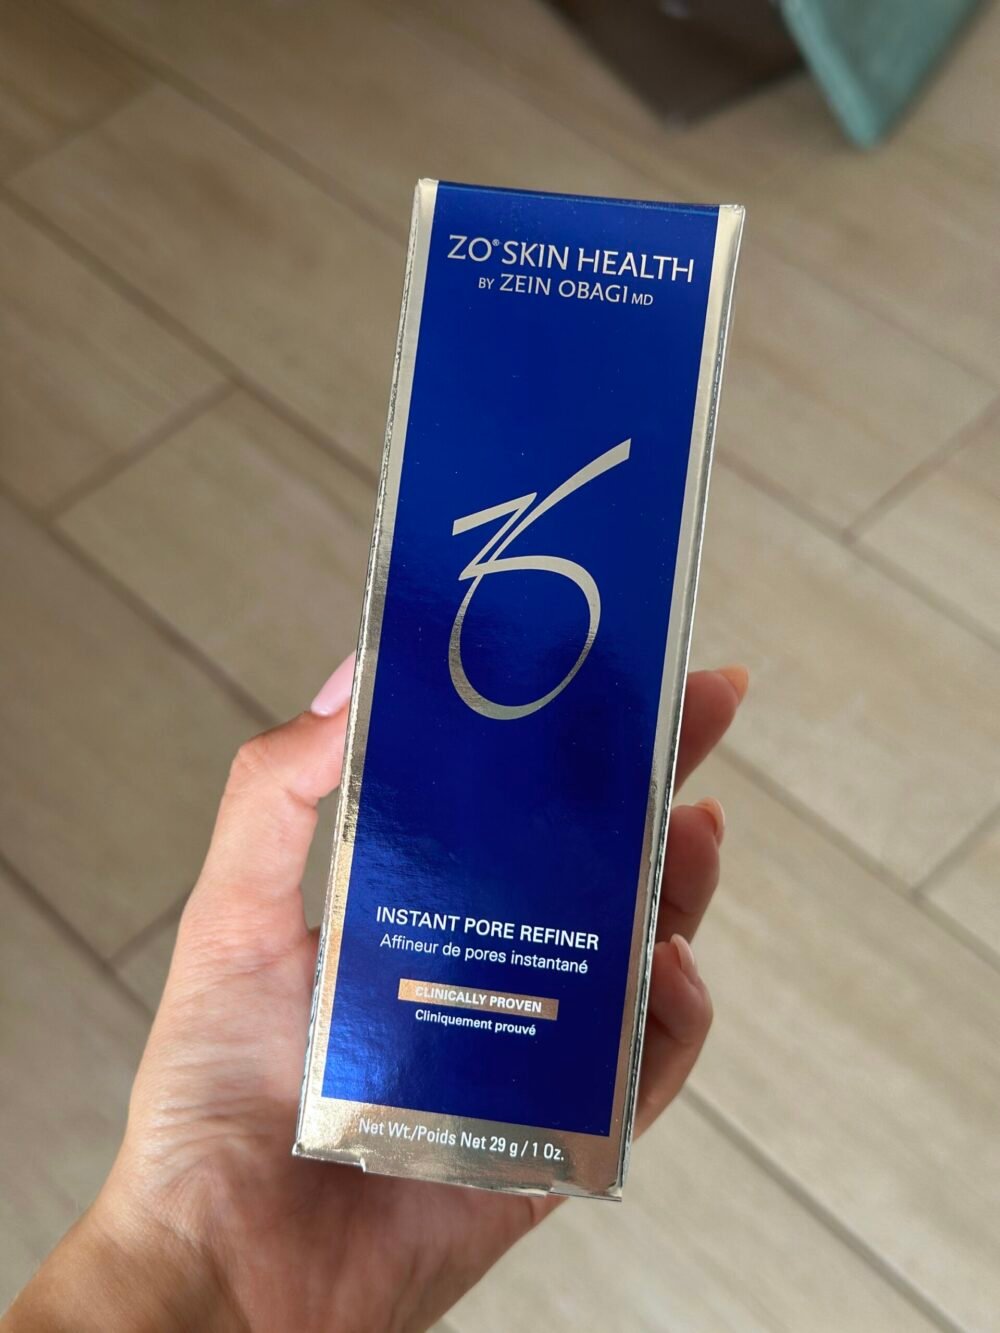 ZO® SKIN HEALTH
BY ZEIN OBAGI MD
ZO
INSTANT PORE REFINER
Affineur de pores instantané
CLINICALLY PROVEN
Cliniquement prouvé
Net Wt./Poids Net 29 g / 1 Oz.